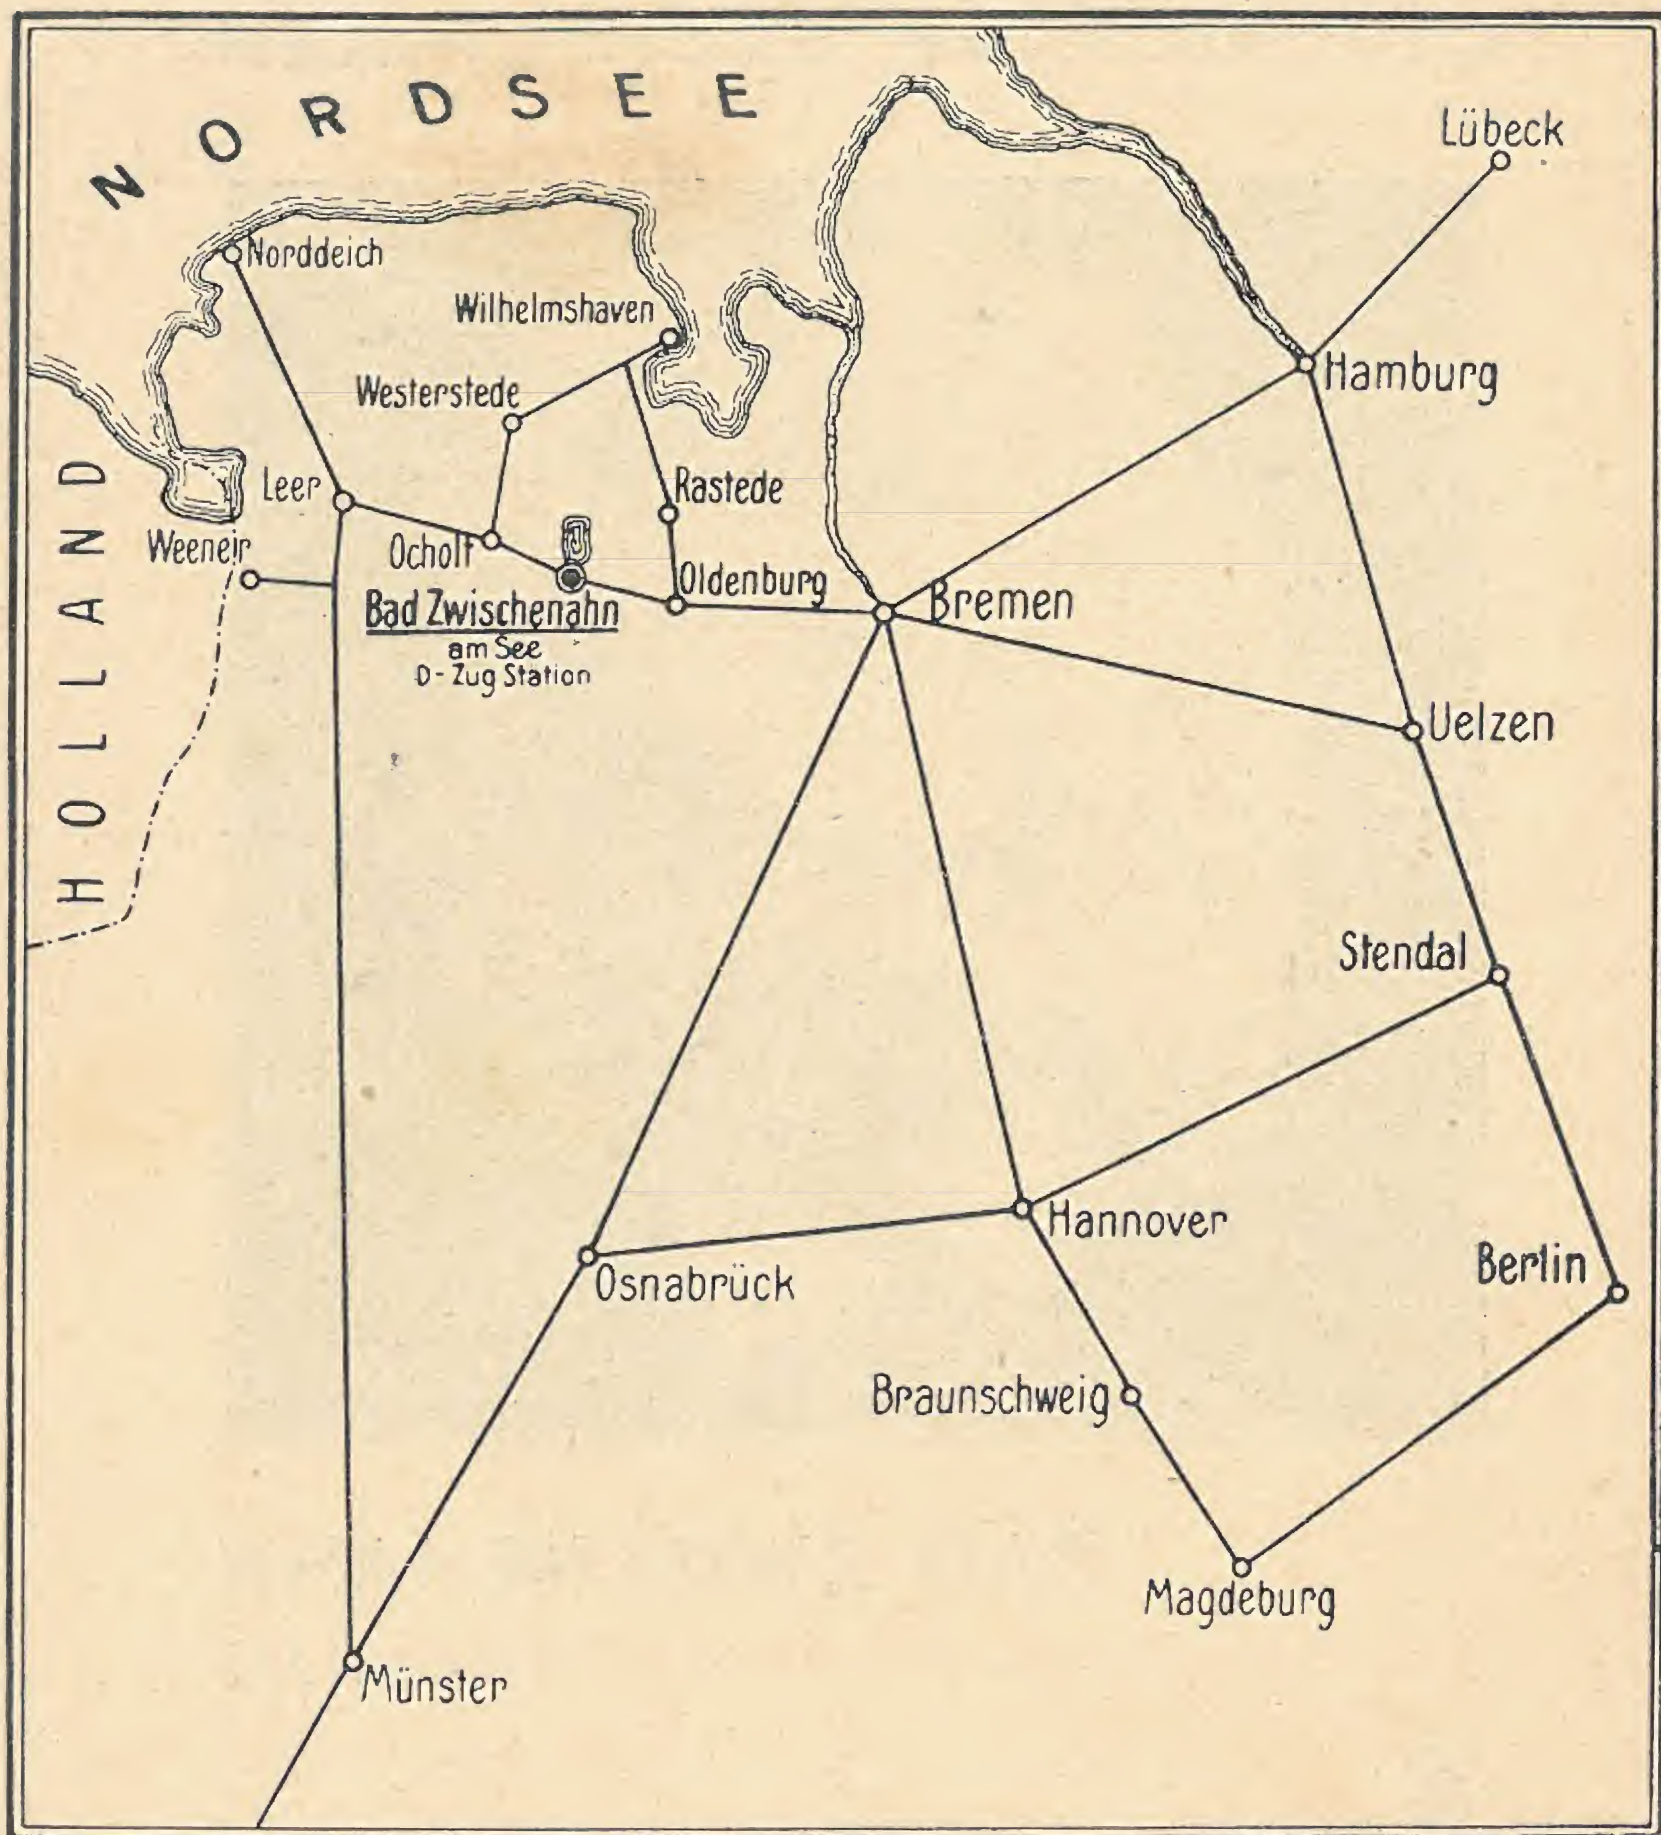 NORDSEE
Lübeck
Norddeich
Wilhelmshaven
Hamburg
Westerstede
HOLLAND
Leer
Rastede
Weeneir
Ocholt
Oldenburg
Bremen
Bad Zwischenahn
am See
D-Zug Station
Uelzen
Stendal
Hannover
Osnabrück
Berlin
Braunschweig
Magdeburg
Münster